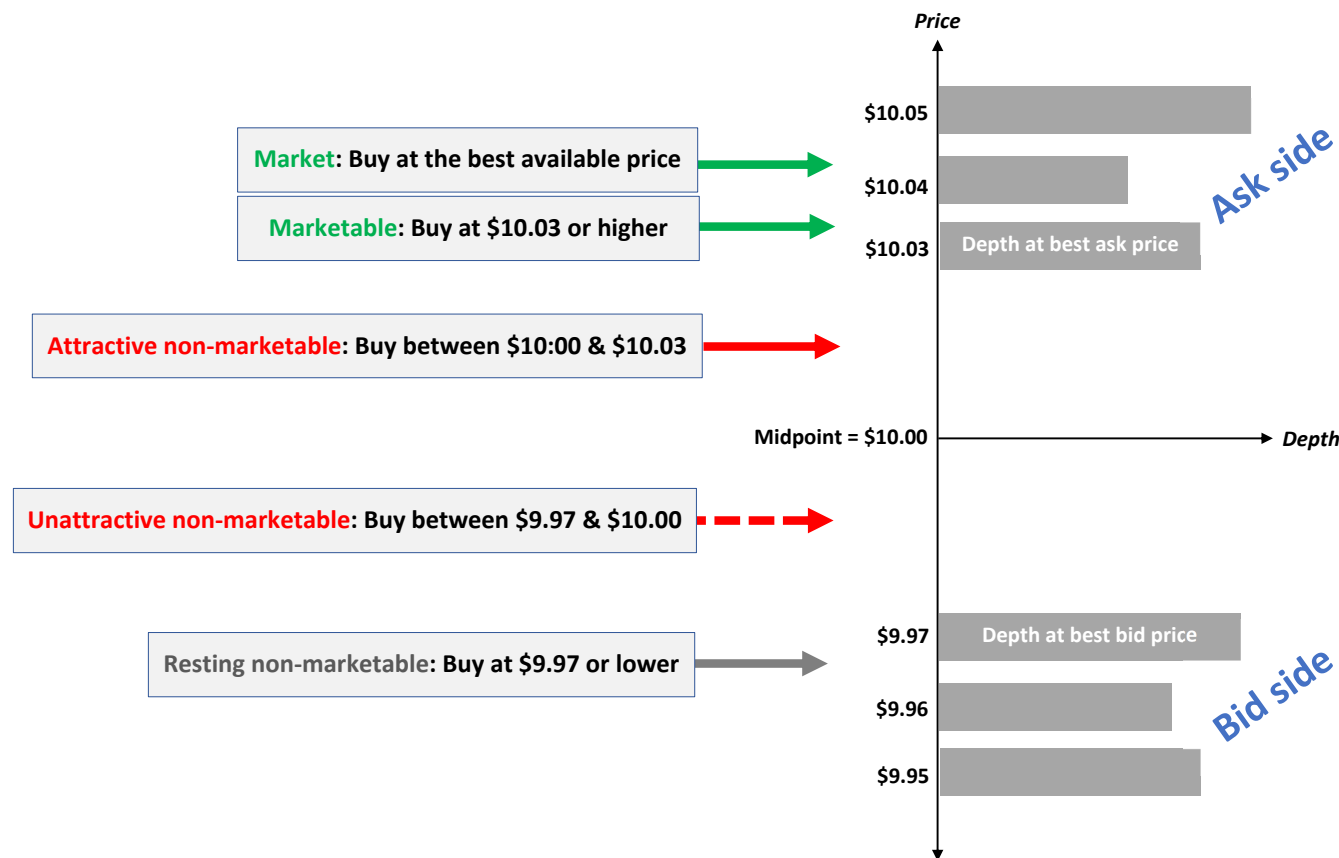 Price
$10.05
Market: Buy at the best available price
$10.04
Ask side
Marketable: Buy at $10.03 or higher
$10.03
Depth at best ask price
Attractive non-marketable: Buy between $10:00 & $10.03
Midpoint = $10.00
Depth
Unattractive non-marketable: Buy between $9.97 & $10.00
$9.97
Depth at best bid price
Resting non-marketable: Buy at $9.97 or lower
$9.96
Bid side
$9.95